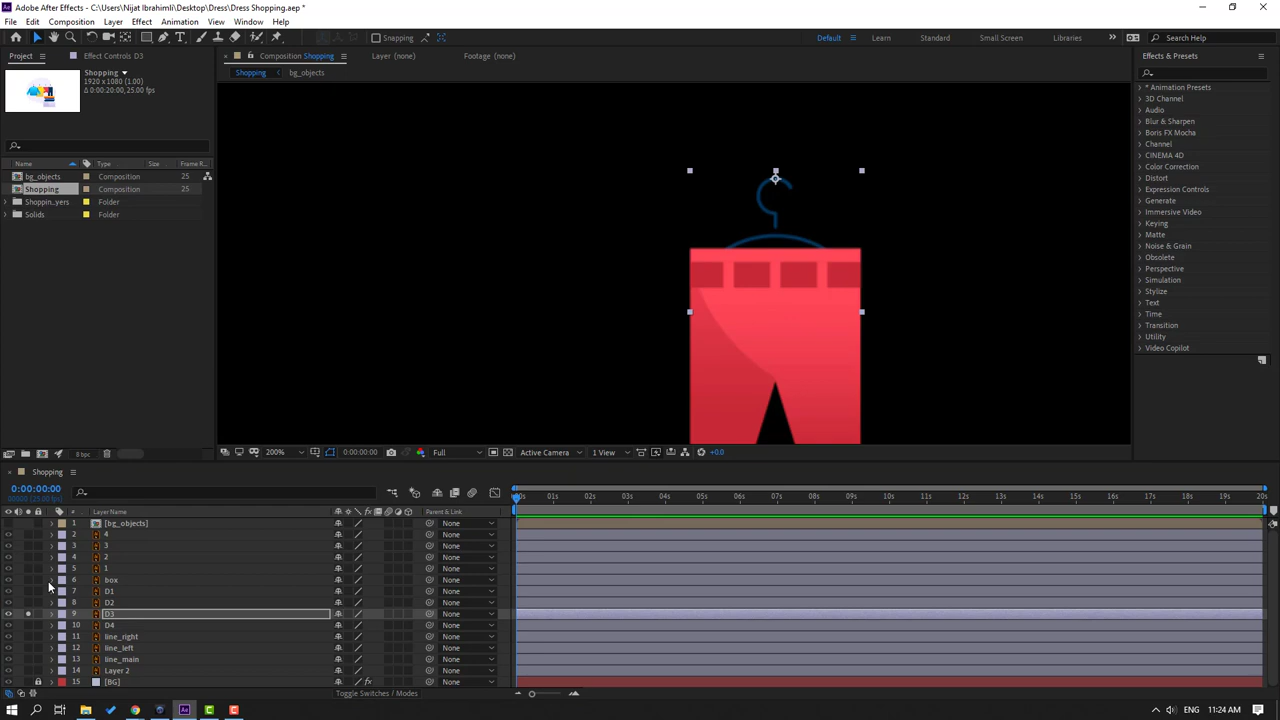 Adobe After Effects - C:\Users\Nijat Ibrahimli\Desktop\Dress\Dress Shopping.aep *
File Edit Composition Layer Effect Animation View Window Help
Snapping
Default Learn Standard Small Screen Libraries Search Help
Project Effect Controls D3 Composition Shopping Layer (none) Footage (none) Effects & Presets
Shopping bg_objects
Shopping
1920 x 1080 (1.00)
Δ 0:00:20:00, 25.00 fps
Name Type Size Frame R...
bg_objects Composition 25
Shopping Composition 25
Shoppin...yers Folder
Solids Folder
* Animation Presets
3D Channel
Audio
Blur & Sharpen
Boris FX Mocha
Channel
CINEMA 4D
Color Correction
Distort
Expression Controls
Generate
Immersive Video
Keying
Matte
Noise & Grain
Obsolete
Perspective
Simulation
Stylize
Text
Time
Transition
Utility
Video Copilot
8 bpc 200% 0:00:00:00 Full Active Camera 1 View +0.0
Shopping
0:00:00:00
00000 (25.00 fps)
:00s 01s 02s 03s 04s 05s 06s 07s 08s 09s 10s 11s 12s 13s 14s 15s 16s 17s 18s 19s 20s
# Layer Name fx Parent & Link
1 [bg_objects] None
2 4 None
3 3 None
4 2 None
5 1 None
6 box None
7 D1 None
8 D2 None
9 D3 None
10 D4 None
11 line_right None
12 line_left None
13 line_main None
14 Layer 2 None
15 [BG] fx None
Toggle Switches / Modes
ENG 11:24 AM